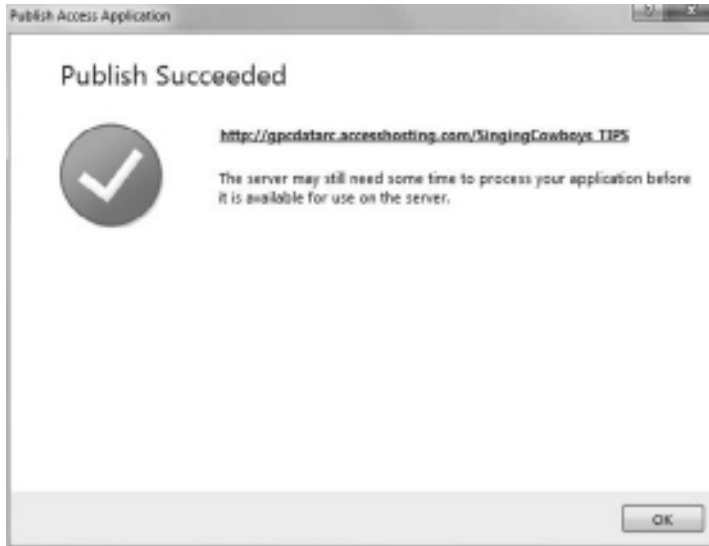 Publish Access Application
Publish Succeeded
http://gpcdatarc.accesshosting.com/SingingCowboys_TIPS
The server may still need some time to process your application before
it is available for use on the server.
OK